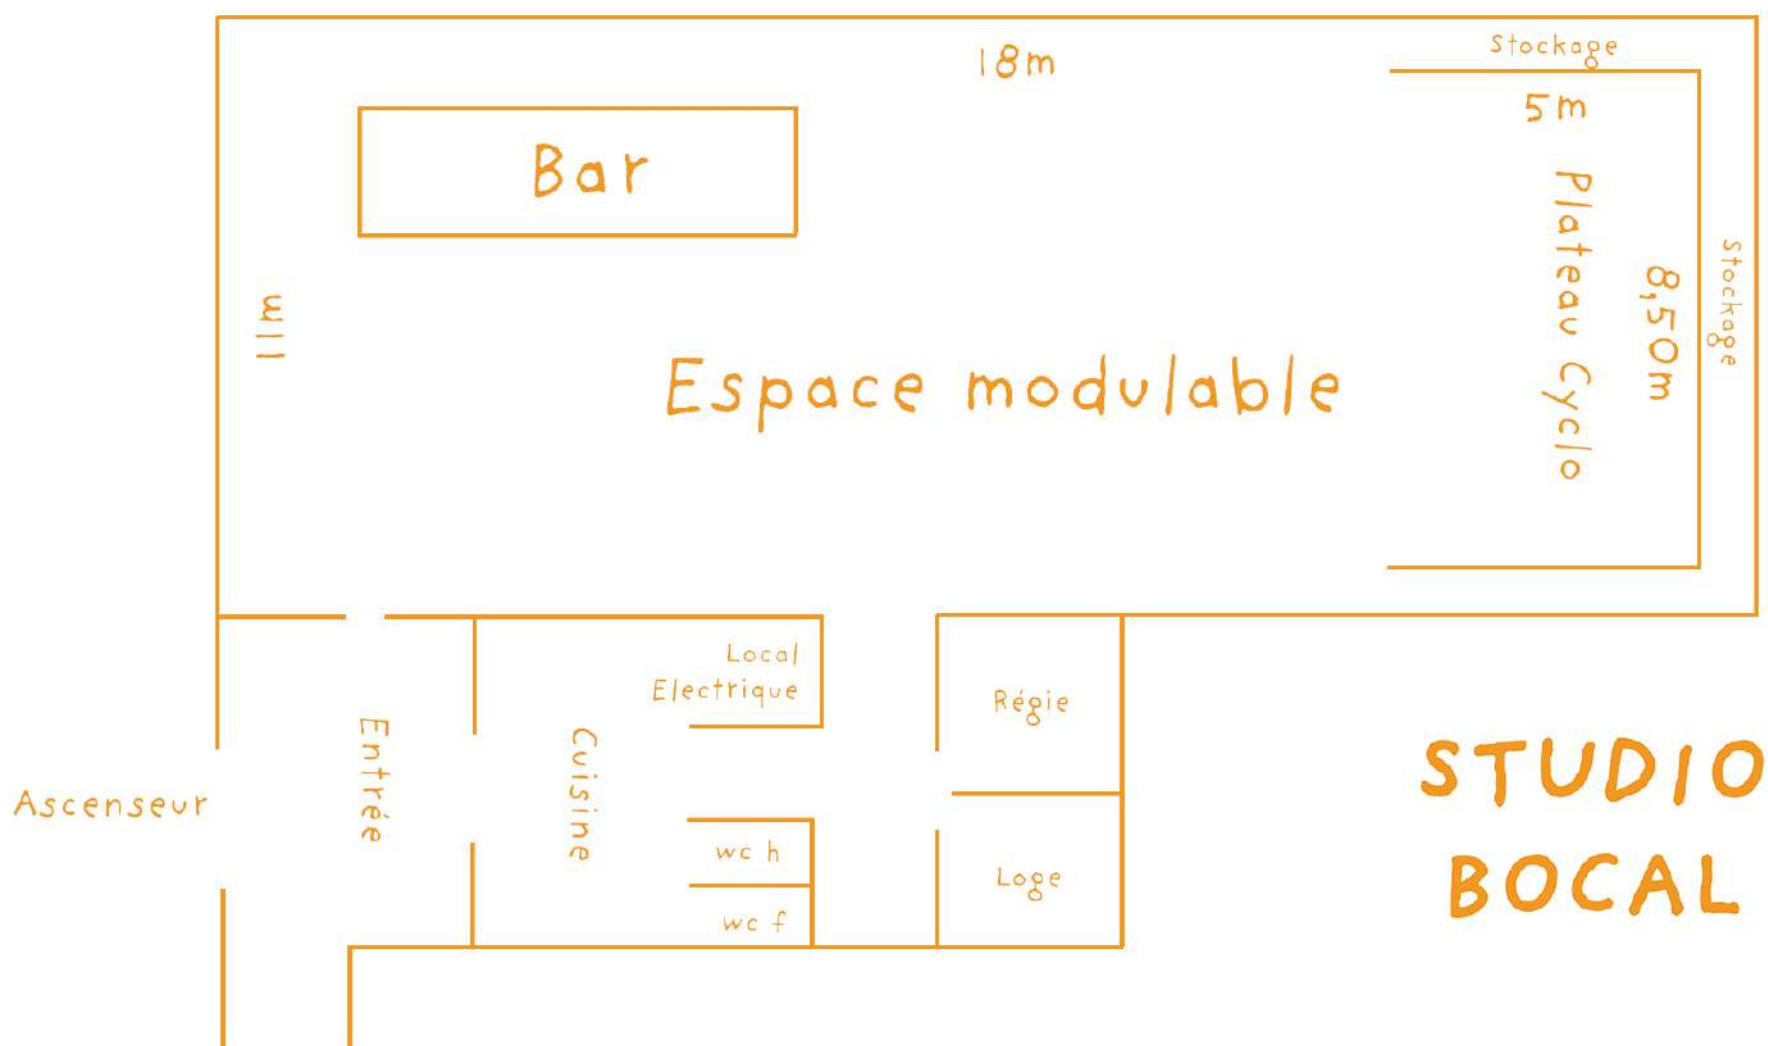 18m
Stockage
5m
Bar
Plateau Cyclo
8,50m
Stockage
11m
Espace modulable
Local
Electrique
Régie
Entrée
Cuisine
Ascenseur
wc h
Loge
wc f
STUDIO
BOCAL